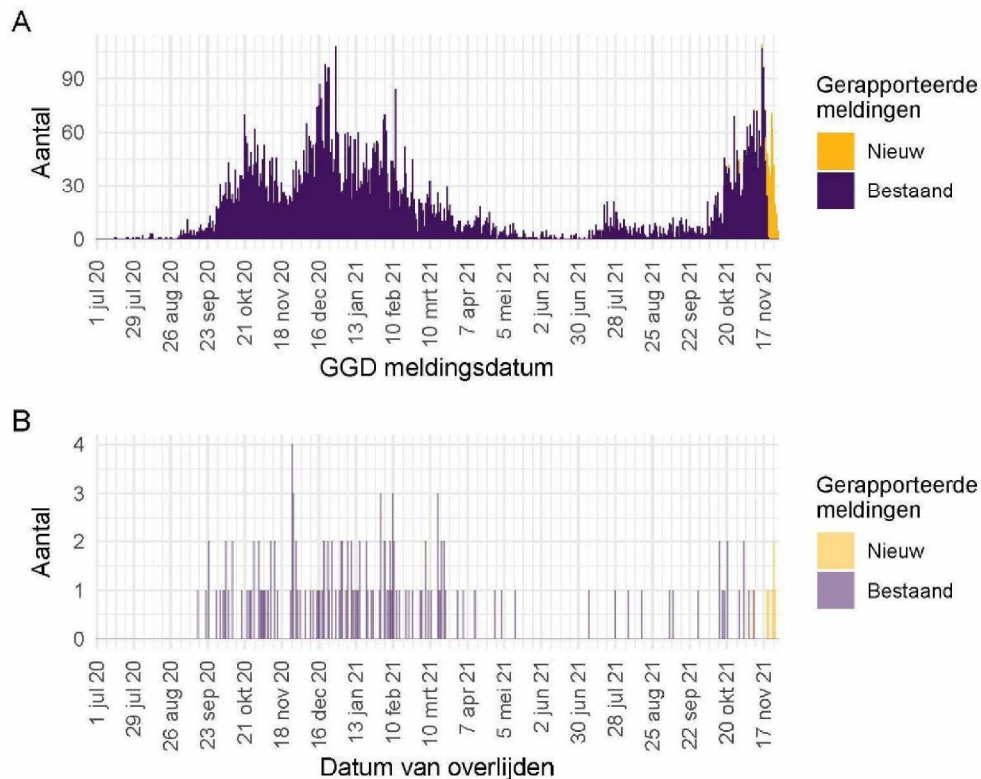 A
Aantal
90
60
30
0
1 jul 20
29 jul 20
26 aug 20
23 sep 20
21 okt 20
18 nov 20
16 dec 20
13 jan 21
10 feb 21
10 mrt 21
7 apr 21
5 mei 21
2 jun 21
30 jun 21
28 jul 21
25 aug 21
22 sep 21
20 okt 21
17 nov 21
GGD meldingsdatum
Gerapporteerde
meldingen
Nieuw
Bestaand
B
Aantal
4
3
2
1
0
1 jul 20
29 jul 20
26 aug 20
23 sep 20
21 okt 20
18 nov 20
16 dec 20
13 jan 21
10 feb 21
10 mrt 21
7 apr 21
5 mei 21
2 jun 21
30 jun 21
28 jul 21
25 aug 21
22 sep 21
20 okt 21
17 nov 21
Datum van overlijden
Gerapporteerde
meldingen
Nieuw
Bestaand